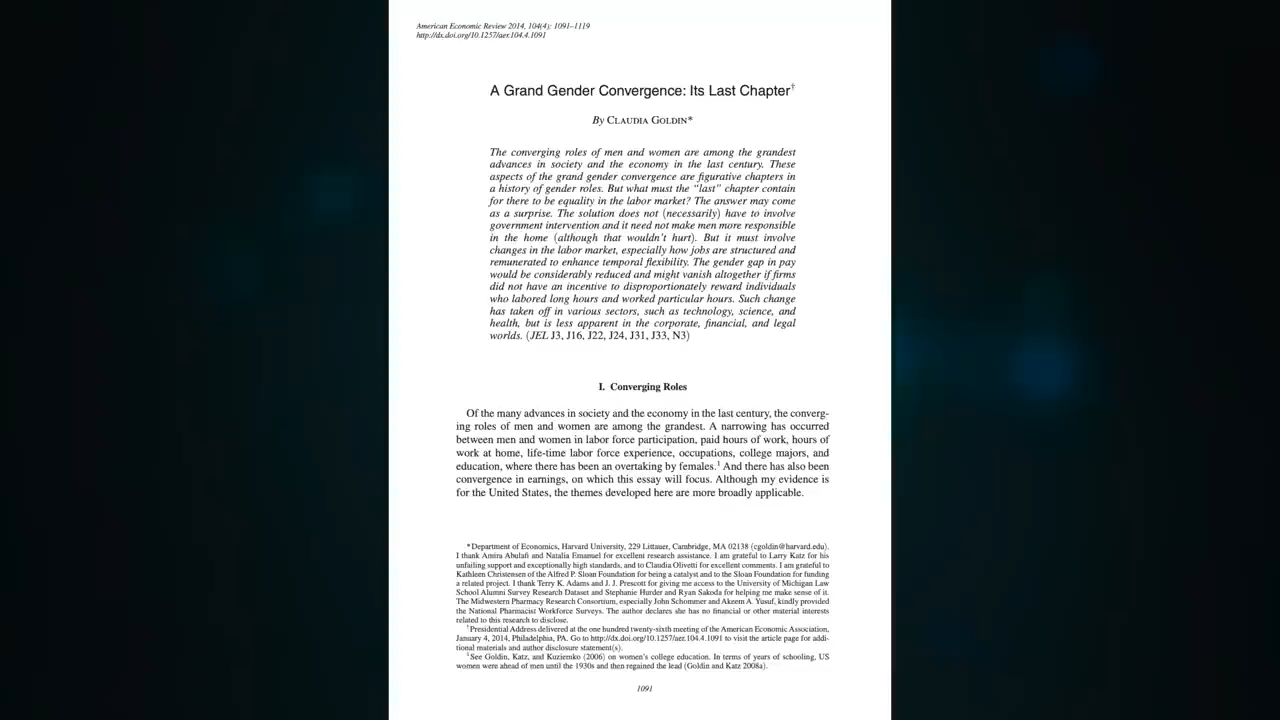 American Economic Review 2014, 104(4): 1091–1119
http://dx.doi.org/10.1257/aer.104.4.1091
A Grand Gender Convergence: Its Last Chapter†
By Claudia Goldin*
The converging roles of men and women are among the grandest
advances in society and the economy in the last century. These
aspects of the grand gender convergence are figurative chapters in
a history of gender roles. But what must the “last” chapter contain
for there to be equality in the labor market? The answer may come
as a surprise. The solution does not (necessarily) have to involve
government intervention and it need not make men more responsible
in the home (although that wouldn’t hurt). But it must involve
changes in the labor market, especially how jobs are structured and
remunerated to enhance temporal flexibility. The gender gap in pay
would be considerably reduced and might vanish altogether if firms
did not have an incentive to disproportionately reward individuals
who labored long hours and worked particular hours. Such change
has taken off in various sectors, such as technology, science, and
health, but is less apparent in the corporate, financial, and legal
worlds. (JEL J3, J16, J22, J24, J31, J33, N3)
I. Converging Roles
Of the many advances in society and the economy in the last century, the converg-
ing roles of men and women are among the grandest. A narrowing has occurred
between men and women in labor force participation, paid hours of work, hours of
work at home, life-time labor force experience, occupations, college majors, and
education, where there has been an overtaking by females.1 And there has also been
convergence in earnings, on which this essay will focus. Although my evidence is
for the United States, the themes developed here are more broadly applicable.
*Department of Economics, Harvard University, 229 Littauer, Cambridge, MA 02138 (cgoldin@harvard.edu).
I thank Amira Abulafi and Natalia Emanuel for excellent research assistance. I am grateful to Larry Katz for his
unfailing support and exceptionally high standards, and to Claudia Olivetti for excellent comments. I am grateful to
Kathleen Christensen of the Alfred P. Sloan Foundation for being a catalyst and to the Sloan Foundation for funding
a related project. I thank Terry K. Adams and J. J. Prescott for giving me access to the University of Michigan Law
School Alumni Survey Research Dataset and Stephanie Hurder and Ryan Sakoda for helping me make sense of it.
The Midwestern Pharmacy Research Consortium, especially John Schommer and Akeem A. Yusuf, kindly provided
the National Pharmacist Workforce Surveys. The author declares she has no financial or other material interests
related to this research to disclose.
†Presidential Address delivered at the one hundred twenty-sixth meeting of the American Economic Association,
January 4, 2014, Philadelphia, PA. Go to http://dx.doi.org/10.1257/aer.104.4.1091 to visit the article page for addi-
tional materials and author disclosure statement(s).
1See Goldin, Katz, and Kuziemko (2006) on women’s college education. In terms of years of schooling, US
women were ahead of men until the 1930s and then regained the lead (Goldin and Katz 2008a).
1091